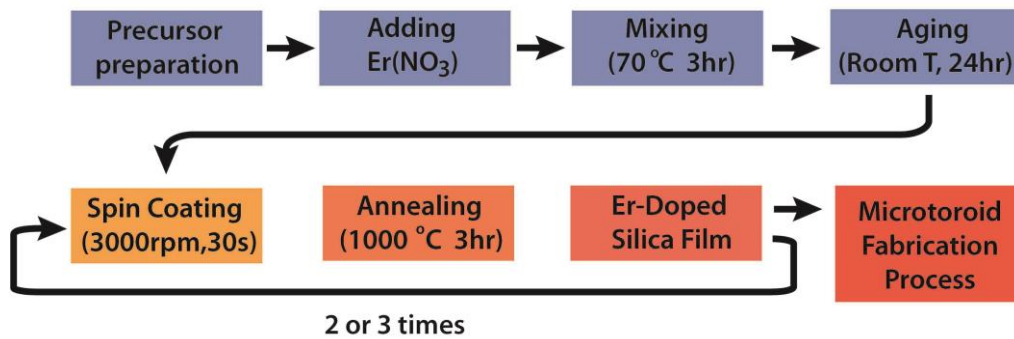 Precursor
preparation
Adding
Er(NO₃)
Mixing
(70 °C 3hr)
Aging
(Room T, 24hr)
Spin Coating
(3000rpm,30s)
Annealing
(1000 °C 3hr)
Er-Doped
Silica Film
Microtoroid
Fabrication
Process
2 or 3 times